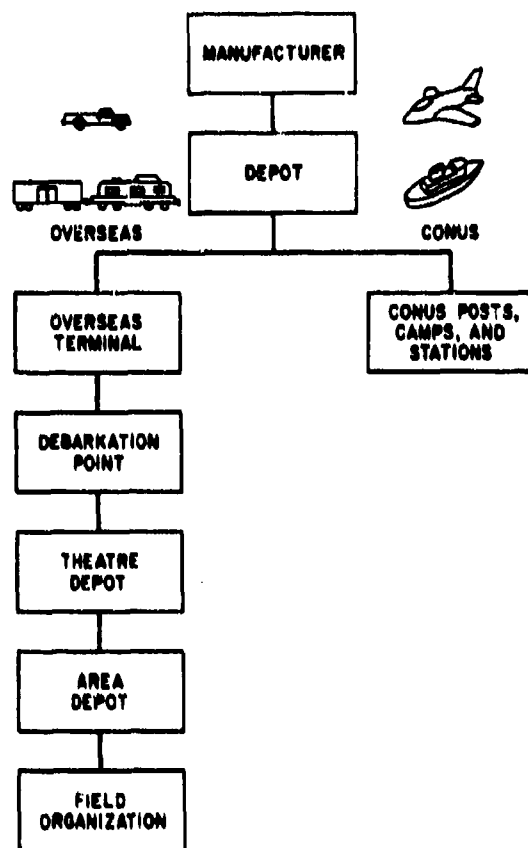 MANUFACTURER
DEPOT
OVERSEAS
CONUS
OVERSEAS
TERMINAL
CONUS POSTS,
CAMPS, AND
STATIONS
DEBARKATION
POINT
THEATRE
DEPOT
AREA
DEPOT
FIELD
ORGANIZATION